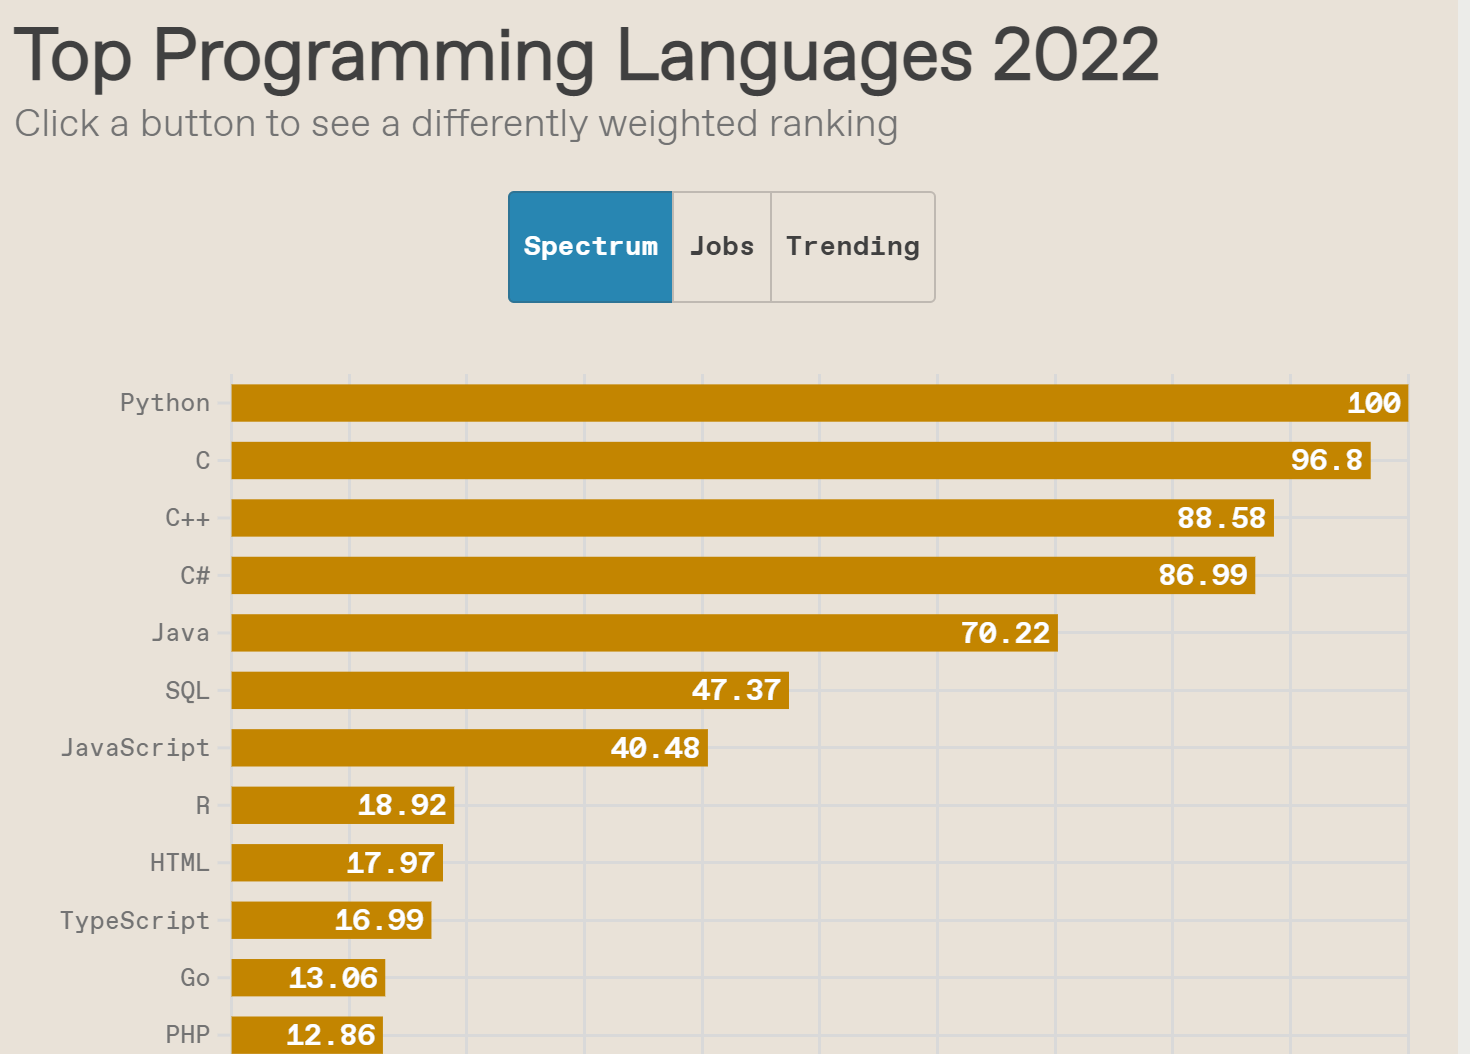 Top Programming Languages 2022
Click a button to see a differently weighted ranking
Spectrum Jobs Trending
Python 100
C 96.8
C++ 88.58
C# 86.99
Java 70.22
SQL 47.37
JavaScript 40.48
R 18.92
HTML 17.97
TypeScript 16.99
Go 13.06
PHP 12.86